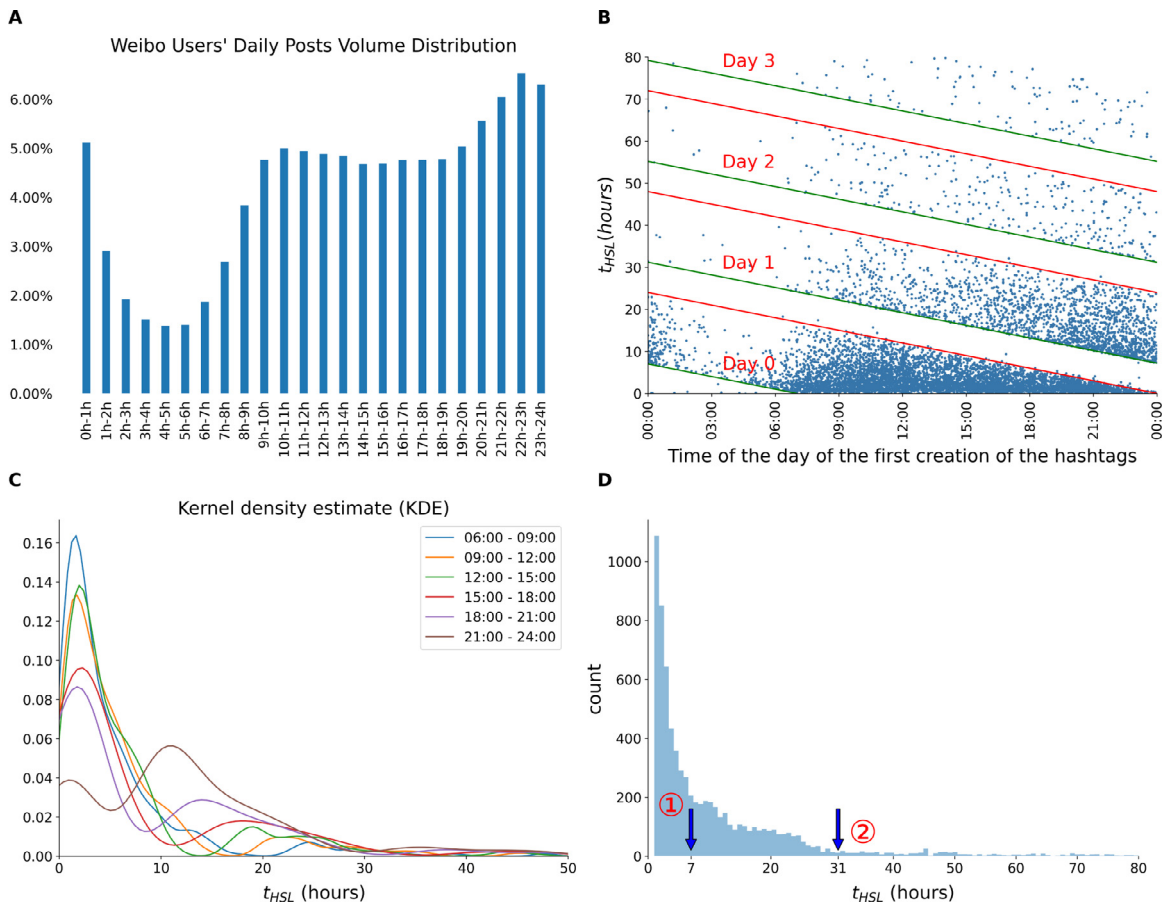 A
Weibo Users' Daily Posts Volume Distribution
6.00%
5.00%
4.00%
3.00%
2.00%
1.00%
0.00%
0h-1h
1h-2h
2h-3h
3h-4h
4h-5h
5h-6h
6h-7h
7h-8h
8h-9h
9h-10h
10h-11h
11h-12h
12h-13h
13h-14h
14h-15h
15h-16h
16h-17h
17h-18h
18h-19h
19h-20h
20h-21h
21h-22h
22h-23h
23h-24h
B
80
70
60
50
40
30
20
10
0
t_HSL(hours)
Day 3
Day 2
Day 1
Day 0
00:00
03:00
06:00
09:00
12:00
15:00
18:00
21:00
00:00
Time of the day of the first creation of the hashtags
C
Kernel density estimate (KDE)
0.16
0.14
0.12
0.10
0.08
0.06
0.04
0.02
0.00
06:00 - 09:00
09:00 - 12:00
12:00 - 15:00
15:00 - 18:00
18:00 - 21:00
21:00 - 24:00
0 10 20 30 40 50
t_HSL (hours)
D
1000
800
600
400
200
0
count
①
②
0 7 20 31 40 50 60 70 80
t_HSL (hours)